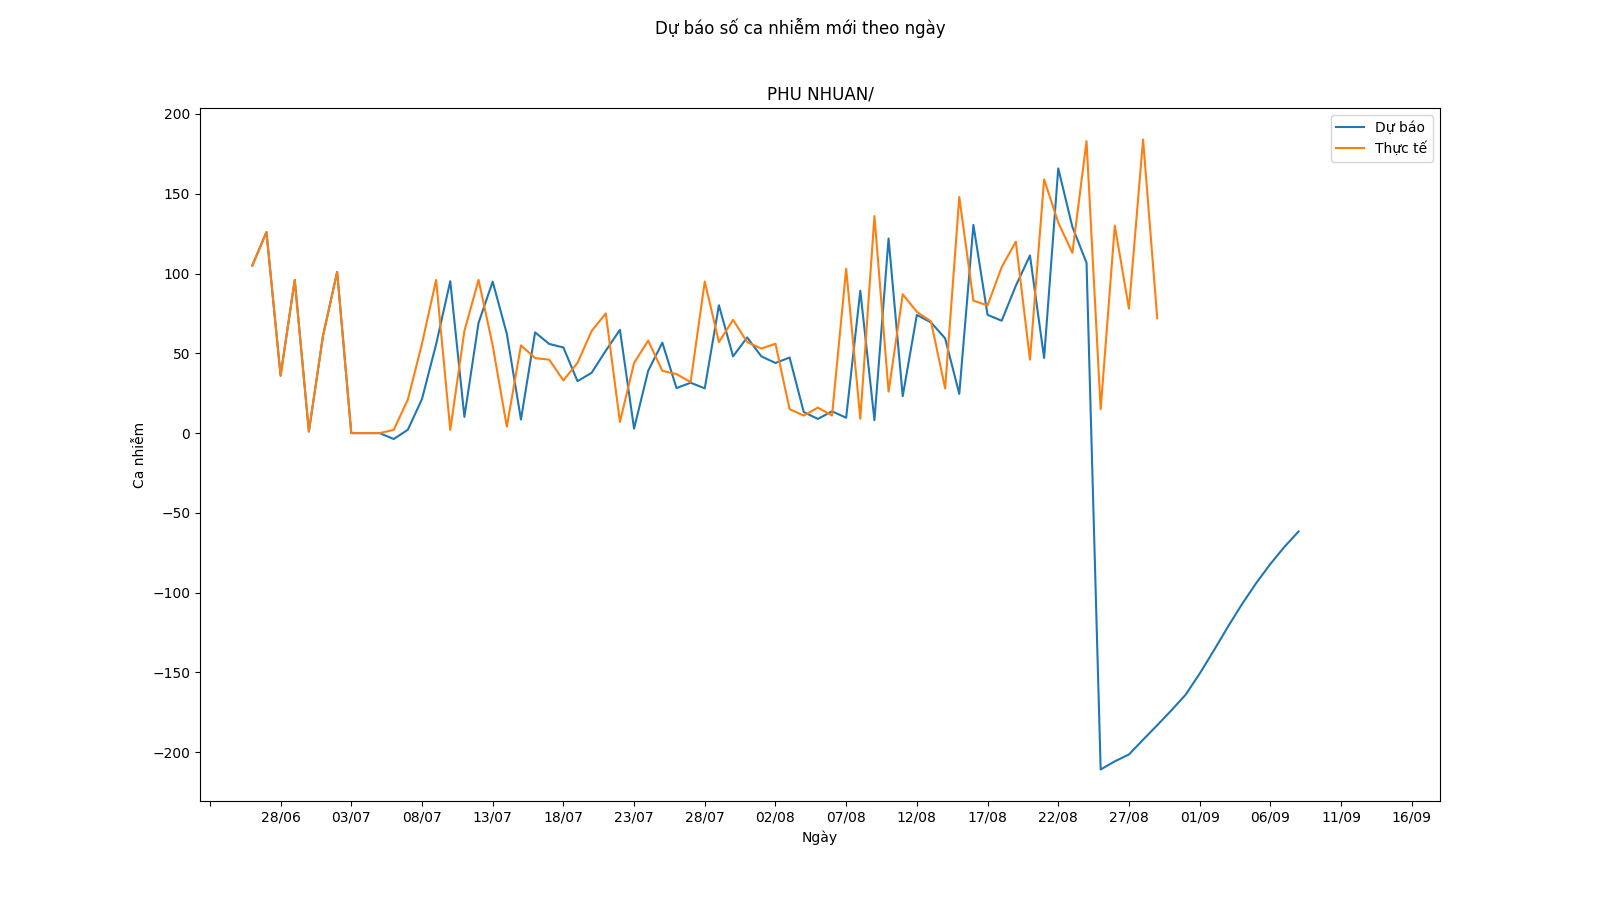 Dự báo số ca nhiễm mới theo ngày
PHU NHUAN/
Dự báo
Thực tế
200
150
100
50
0
−50
−100
−150
−200
Ca nhiễm
28/06 03/07 08/07 13/07 18/07 23/07 28/07 02/08 07/08 12/08 17/08 22/08 27/08 01/09 06/09 11/09 16/09
Ngày